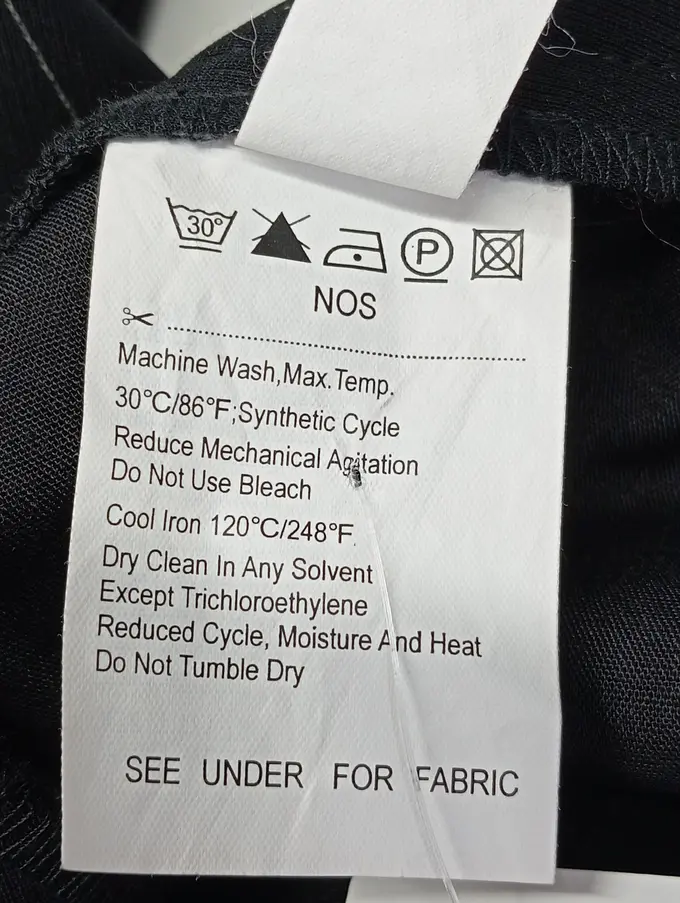 30°
P
NOS
Machine Wash,Max.Temp.
30°C/86°F;Synthetic Cycle
Reduce Mechanical Agitation
Do Not Use Bleach
Cool Iron 120°C/248°F
Dry Clean In Any Solvent
Except Trichloroethylene
Reduced Cycle, Moisture And Heat
Do Not Tumble Dry
SEE UNDER FOR FABRIC